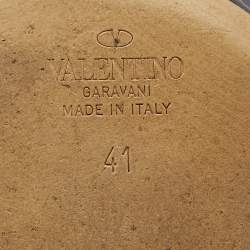 VALENTINO
GARAVANI
MADE IN ITALY
41